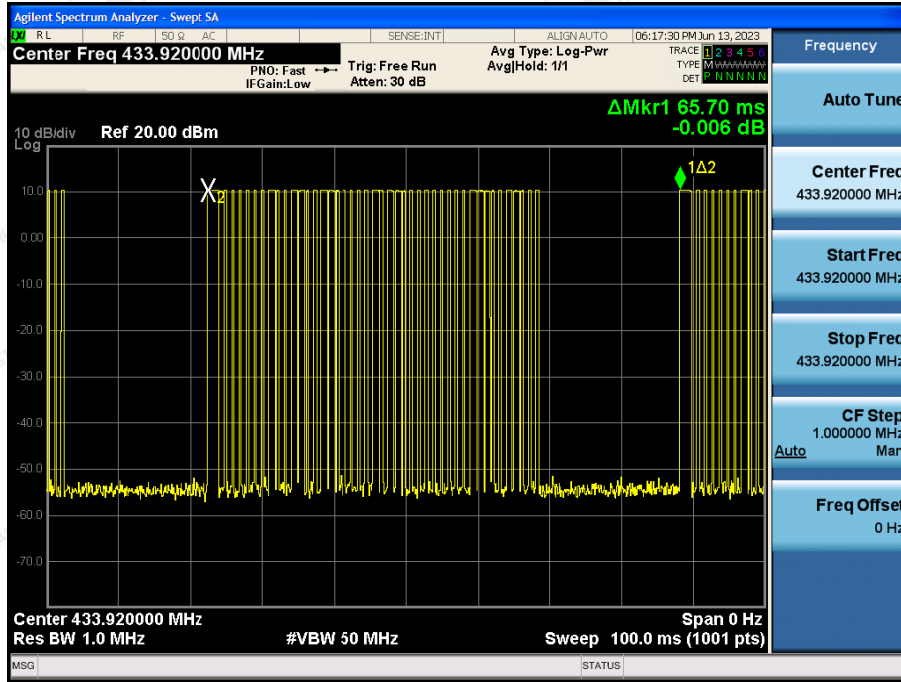 Agilent Spectrum Analyzer - Swept SA
LXI RL RF 50 Ω AC SENSE:INT ALIGN AUTO 06:17:30 PM Jun 13, 2023
Center Freq 433.920000 MHz
PNO: Fast
IFGain:Low
Trig: Free Run
Atten: 30 dB
Avg Type: Log-Pwr
Avg|Hold: 1/1
TRACE 1 2 3 4 5 6
TYPE M WWWWW
DET P N N N N N
ΔMkr1 65.70 ms
-0.006 dB
10 dB/div Ref 20.00 dBm
Log
10.0
0.00
-10.0
-20.0
-30.0
-40.0
-50.0
-60.0
-70.0
X2
1Δ2
Center 433.920000 MHz Span 0 Hz
Res BW 1.0 MHz #VBW 50 MHz Sweep 100.0 ms (1001 pts)
MSG STATUS
Frequency
Auto Tune
Center Freq
433.920000 MHz
Start Freq
433.920000 MHz
Stop Freq
433.920000 MHz
CF Step
1.000000 MHz
Auto Man
Freq Offset
0 Hz